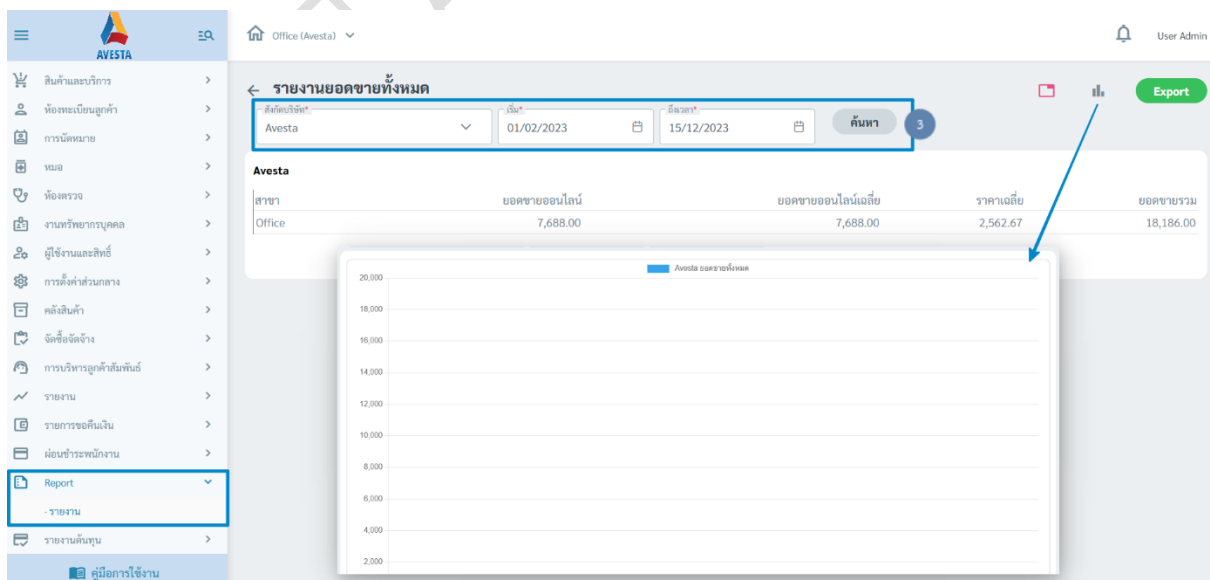 AVESTA
Office (Avesta)
User Admin
สินค้าและบริการ
ห้องทะเบียนลูกค้า
การนัดหมาย
หมอ
ห้องตรวจ
งานทรัพยากรบุคคล
ผู้ใช้งานและสิทธิ์
การตั้งค่าส่วนกลาง
คลังสินค้า
จัดซื้อจัดจ้าง
การบริหารลูกค้าสัมพันธ์
รายงาน
รายการขอคืนเงิน
ผ่อนชำระพนักงาน
Report
- รายงาน
รายงานต้นทุน
คู่มือการใช้งาน
รายงานยอดขายทั้งหมด
Export
สังกัดบริษัท* เริ่ม* ถึงเวลา*
Avesta 01/02/2023 15/12/2023 ค้นหา 3
Avesta
สาขา ยอดขายออนไลน์ ยอดขายออนไลน์เฉลี่ย ราคาเฉลี่ย ยอดขายรวม
Office 7,688.00 7,688.00 2,562.67 18,186.00
Avesta ยอดขายทั้งหมด
20,000
18,000
16,000
14,000
12,000
10,000
8,000
6,000
4,000
2,000